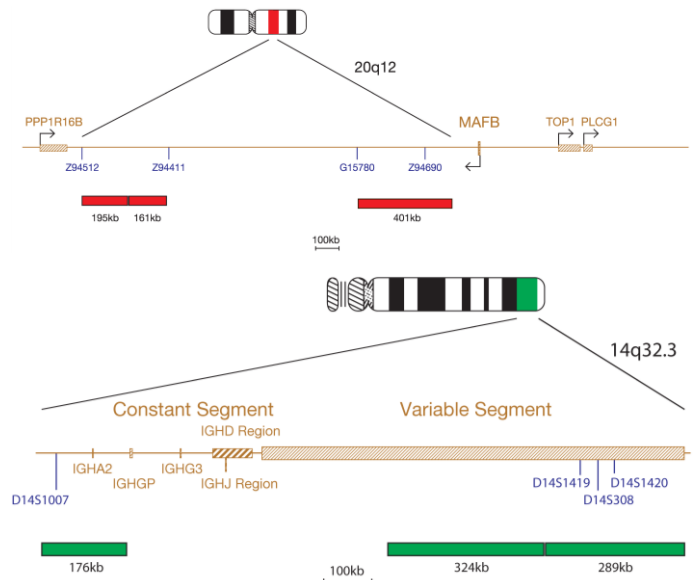 20q12
PPP1R16B
MAFB
TOP1 PLCG1
Z94512
Z94411
G15780
Z94690
195kb
161kb
401kb
100kb
14q32.3
Constant Segment
Variable Segment
IGHD Region
IGHA2
IGHG3
IGHGP
IGHJ Region
D14S1007
D14S1419
D14S1420
D14S308
176kb
324kb
289kb
100kb